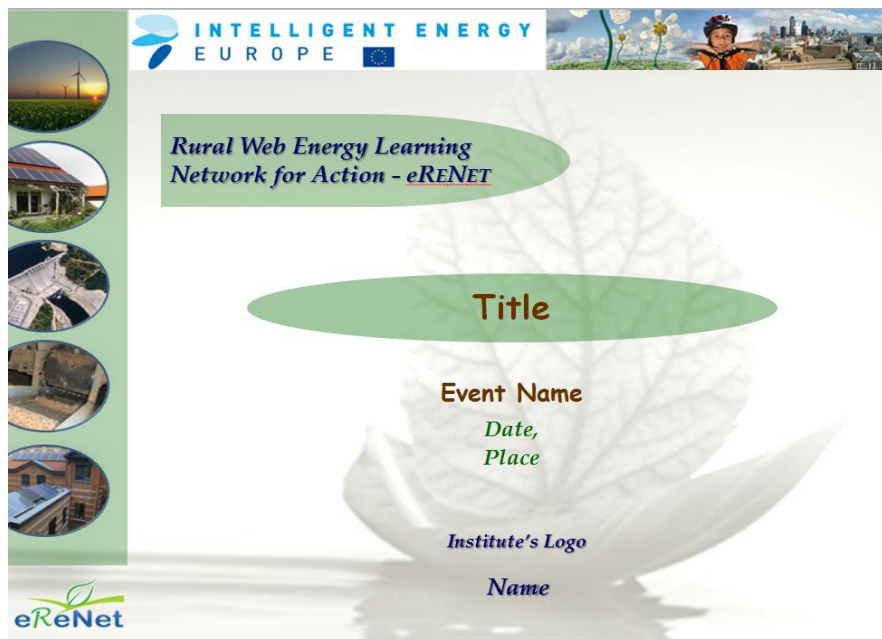 INTELLIGENT ENERGY
EUROPE
Rural Web Energy Learning
Network for Action - eRENET
Title
Event Name
Date,
Place
Institute's Logo
Name
eReNet